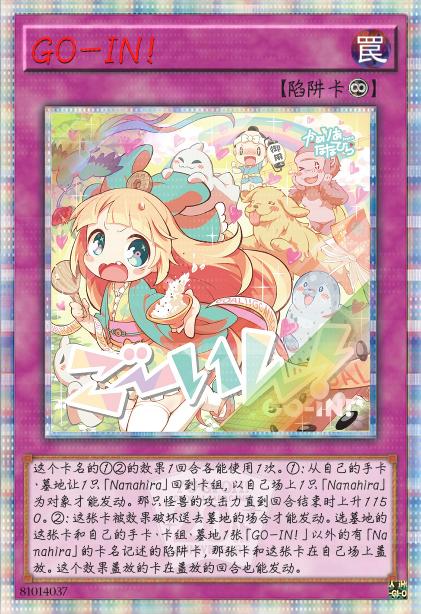 GO－IN!
罠
【陷阱卡】
御用
かめりあ
ななひら
ごーいん!
GO-IN!
这个卡名的①②的效果1回合各能使用1次。①：从自己的手卡
·墓地让1只「Nanahira」回到卡组，以自己场上1只「Nanahira」
为对象才能发动。那只怪兽的攻击力直到回合结束时上升115
0。②：这张卡被效果破坏送去墓地的场合才能发动。选墓地的
这张卡和自己的手卡·卡组·墓地1张「GO-IN!」以外的有「Na
nahira」的卡名记述的陷阱卡，那张卡和这张卡在自己场上盖
放。这个效果盖放的卡在盖放的回合也能发动。
81014037